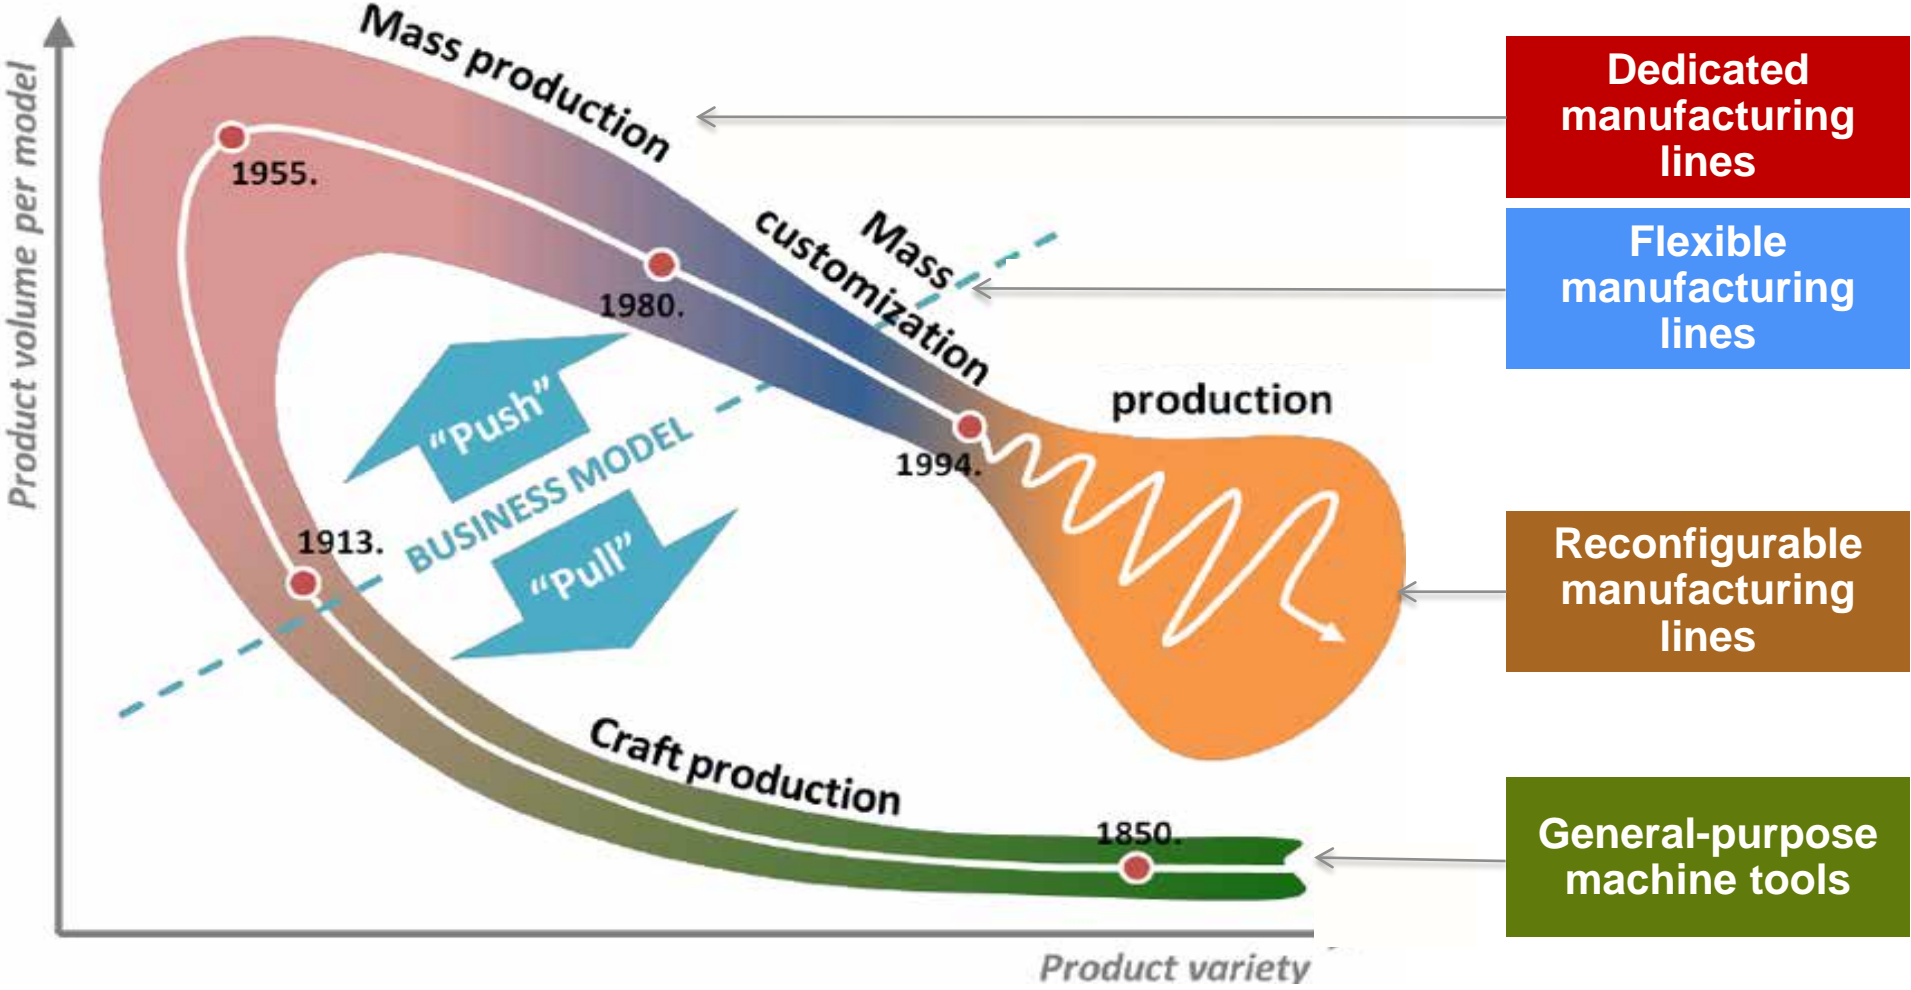 Product volume per model
Mass production
1955.
1980.
Mass
customization
production
1994.
1913.
"Push"
BUSINESS MODEL
"Pull"
Craft production
1850.
Product variety
Dedicated
manufacturing
lines
Flexible
manufacturing
lines
Reconfigurable
manufacturing
lines
General-purpose
machine tools